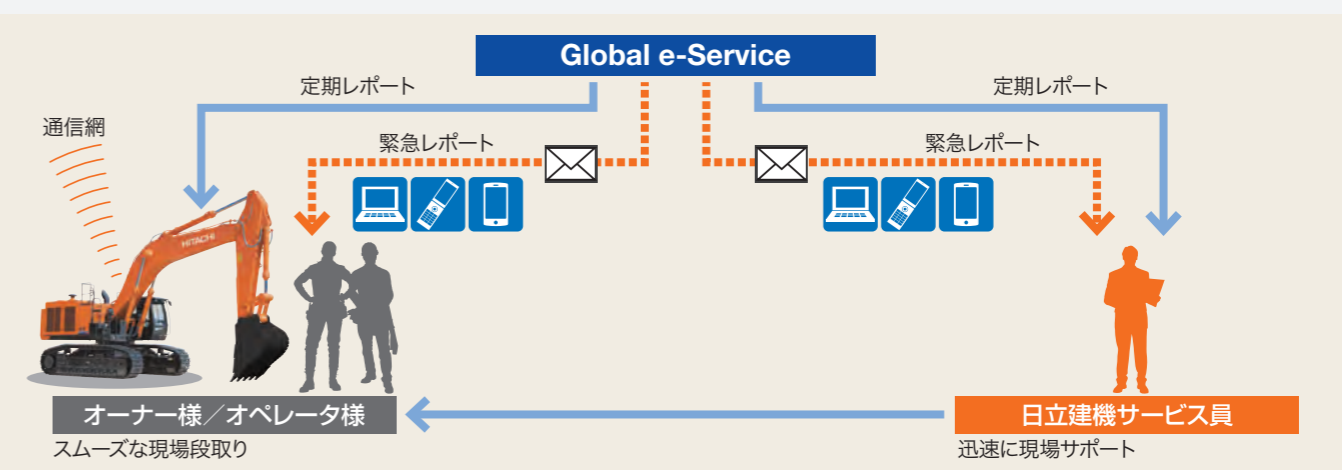 Global e-Service
定期レポート
定期レポート
通信網
緊急レポート
緊急レポート
HITACHI
オーナー様／オペレータ様
日立建機サービス員
スムーズな現場段取り
迅速に現場サポート